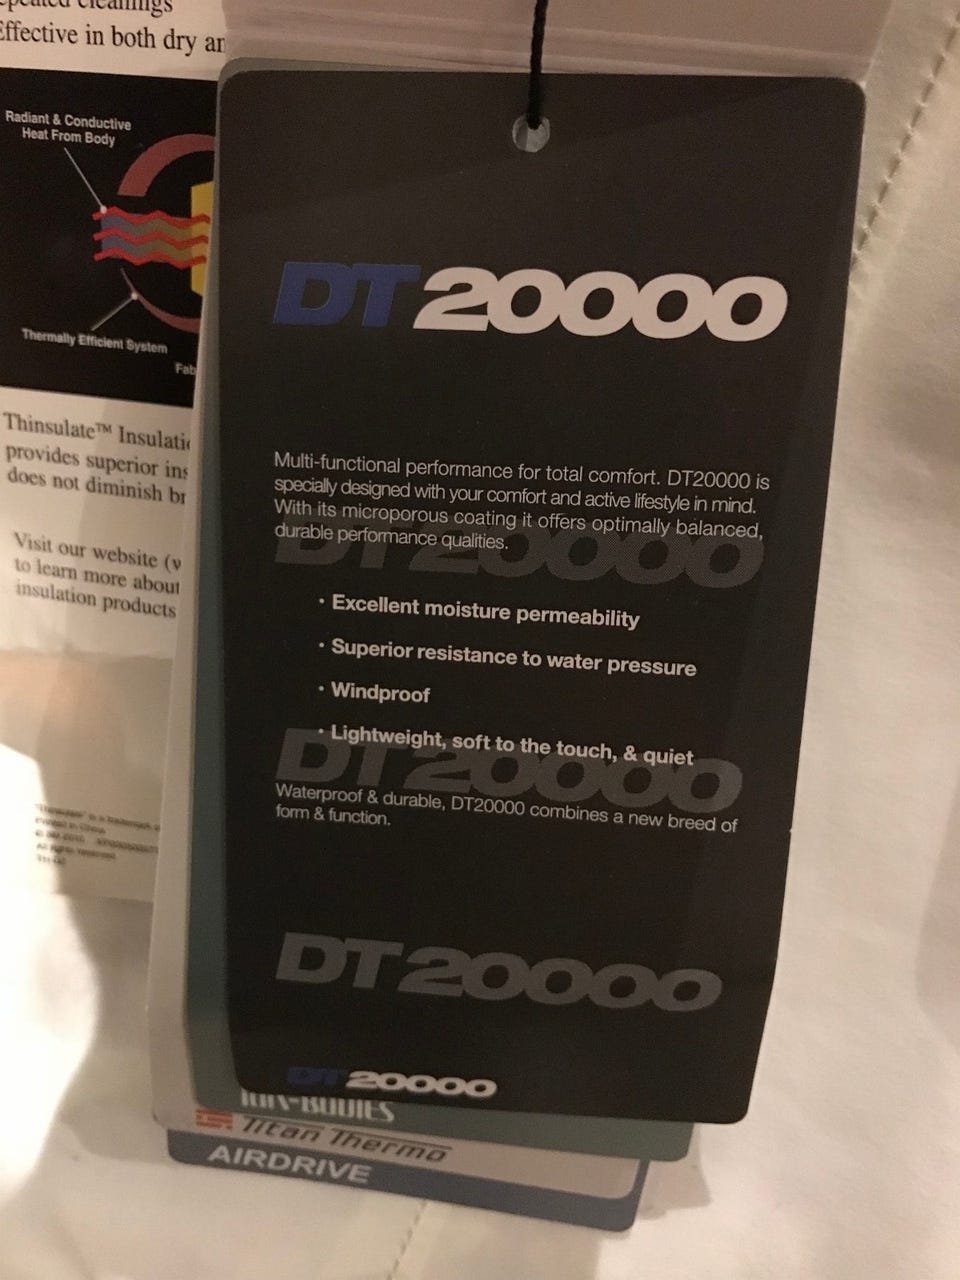 Effective in both dry
Radiant & Conductive
Heat From Body
Thermally Efficient System
Thinsulate™
provides superior
does not diminish
Visit our website
to learn more about
insulation products
DT20000
Multi-functional performance for total comfort. DT20000 is
specially designed with your comfort and active lifestyle in mind.
With its microporous coating it offers optimally balanced,
durable performance qualities.
DT20000
· Excellent moisture permeability
· Superior resistance to water pressure
· Windproof
· Lightweight, soft to the touch, & quiet
DT20000
Waterproof & durable, DT20000 combines a new breed of
form & function.
DT20000
DT20000
Titan Thermo
AIRDRIVE